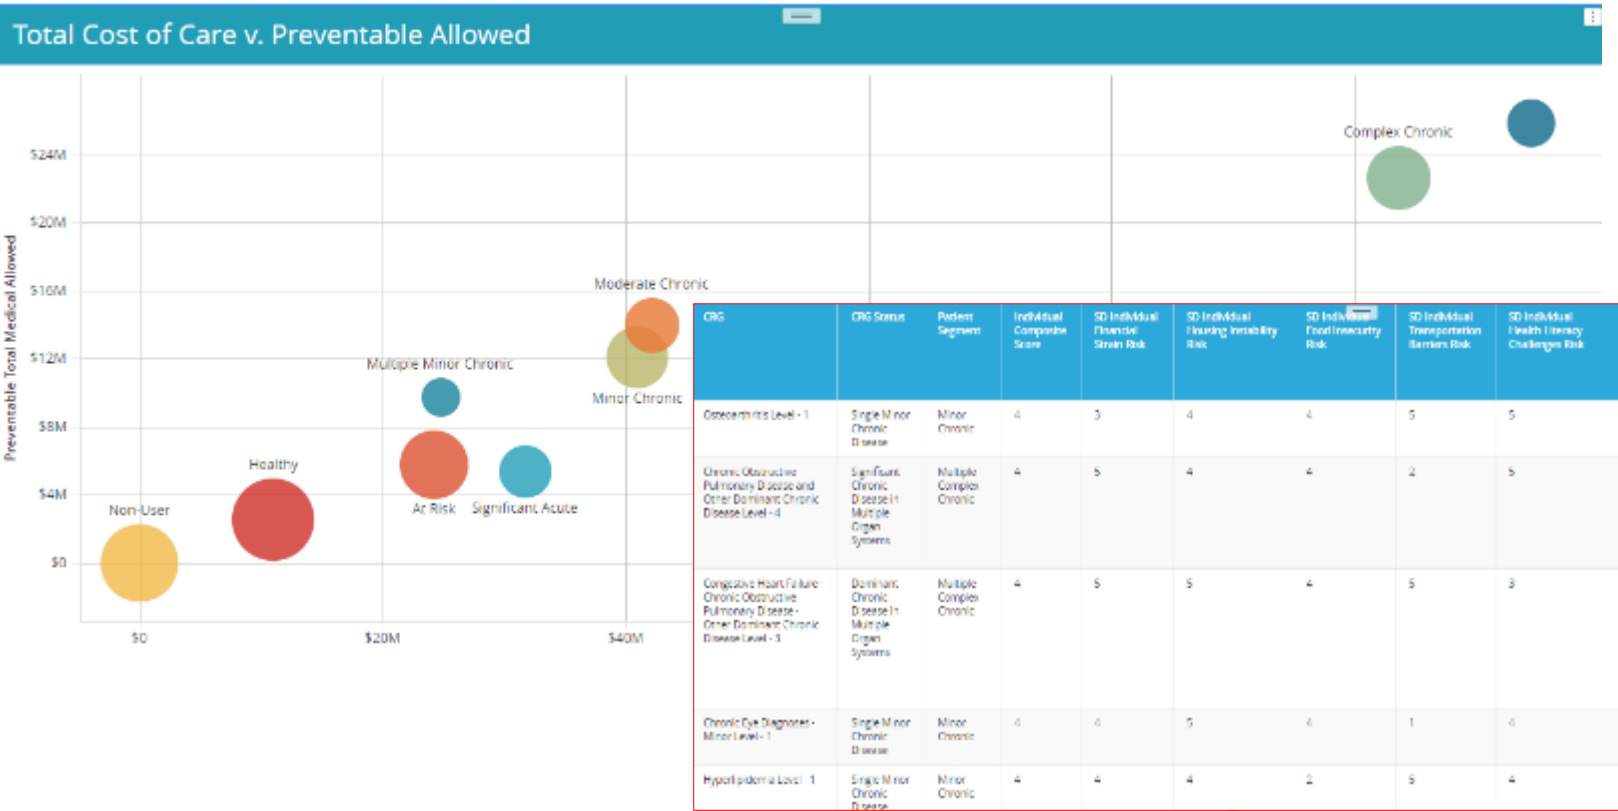 Total Cost of Care v. Preventable Allowed
Preventable Total Medical Allowed
$24M
$20M
$16M
$12M
$8M
$4M
$0
$0
$20M
$40M
Complex Chronic
Moderate Chronic
Multiple Minor Chronic
Minor Chronic
Healthy
Non-User
At Risk
Significant Acute
CRG
CRG Status
Patient
Segment
Individual
Composite
Score
SD Individual
Financial
Strain Risk
SD Individual
Housing Instability
Risk
SD Individual
Food Insecurity
Risk
SD Individual
Transportation
Barriers Risk
SD Individual
Health Literacy
Challenges Risk
Osteoarthritis Level - 1
Single Minor
Chronic
Disease
Minor
Chronic
4
3
4
4
5
5
Chronic Obstructive
Pulmonary Disease and
Other Dominant Chronic
Disease Level - 4
Significant
Chronic
Disease in
Multiple
Organ
Systems
Multiple
Complex
Chronic
4
5
4
4
2
5
Congestive Heart Failure
Chronic Obstructive
Pulmonary Disease -
Other Dominant Chronic
Disease Level - 3
Dominant
Chronic
Disease in
Multiple
Organ
Systems
Multiple
Complex
Chronic
4
5
5
4
5
3
Chronic Eye Diagnoses -
Minor Level - 1
Single Minor
Chronic
Disease
Minor
Chronic
4
4
5
4
1
4
Hyperlipidemia Level - 1
Single Minor
Chronic
Disease
Minor
Chronic
4
4
4
2
5
4